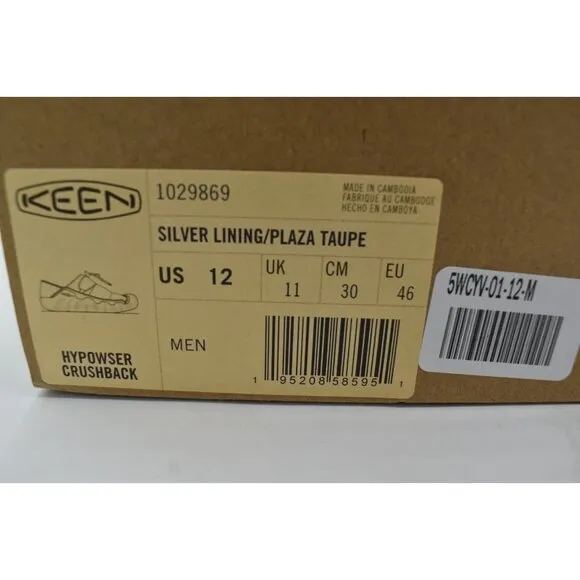 KEEN
1029869
MADE IN CAMBODIA
FABRIQUE AU CAMBODGE
HECHO EN CAMBOYA
SILVER LINING/PLAZA TAUPE
US 12
UK 11
CM 30
EU 46
HYPOWSER
CRUSHBACK
MEN
1 95208 58595 1
5WCYV-01-12-M